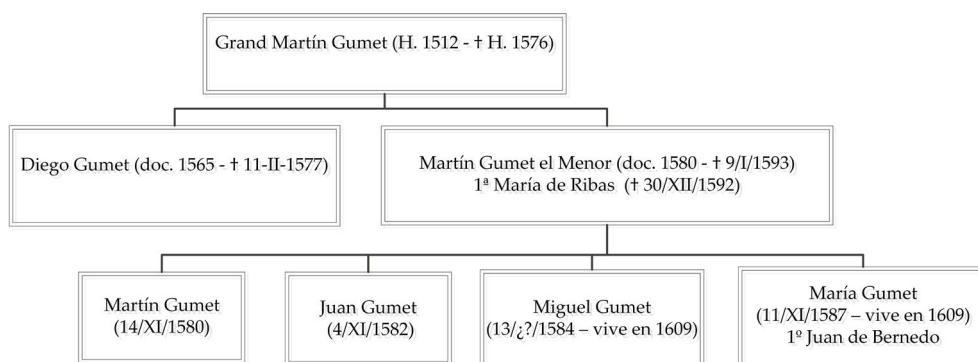 Grand Martín Gumet (H. 1512 - † H. 1576)
Diego Gumet (doc. 1565 - † 11-II-1577)
Martín Gumet el Menor (doc. 1580 - † 9/I/1593)
1ª María de Ribas († 30/XII/1592)
Martín Gumet
(14/XI/1580)
Juan Gumet
(4/XI/1582)
Miguel Gumet
(13/¿?/1584 – vive en 1609)
María Gumet
(11/XI/1587 – vive en 1609)
1º Juan de Bernedo